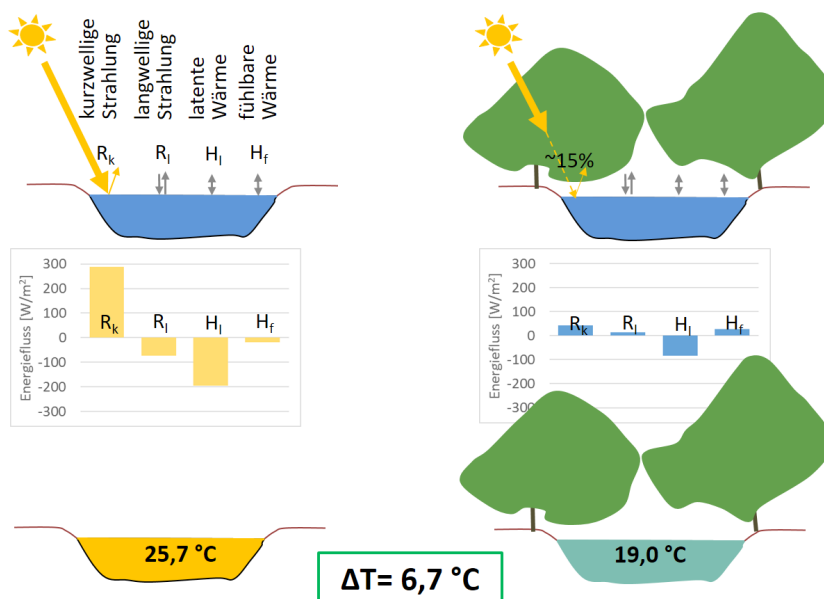 kurzwellige
Strahlung
langwellige
Strahlung
latente
Wärme
fühlbare
Wärme
Rk
Rl
Hl
Hf
~15%
Energiefluss [W/m²]
300
200
100
0
-100
-200
-300
Rk
Rl
Hl
Hf
Energiefluss [W/m²]
300
200
100
0
-100
-200
-300
Rk
Rl
Hl
Hf
25,7 °C
19,0 °C
ΔT= 6,7 °C